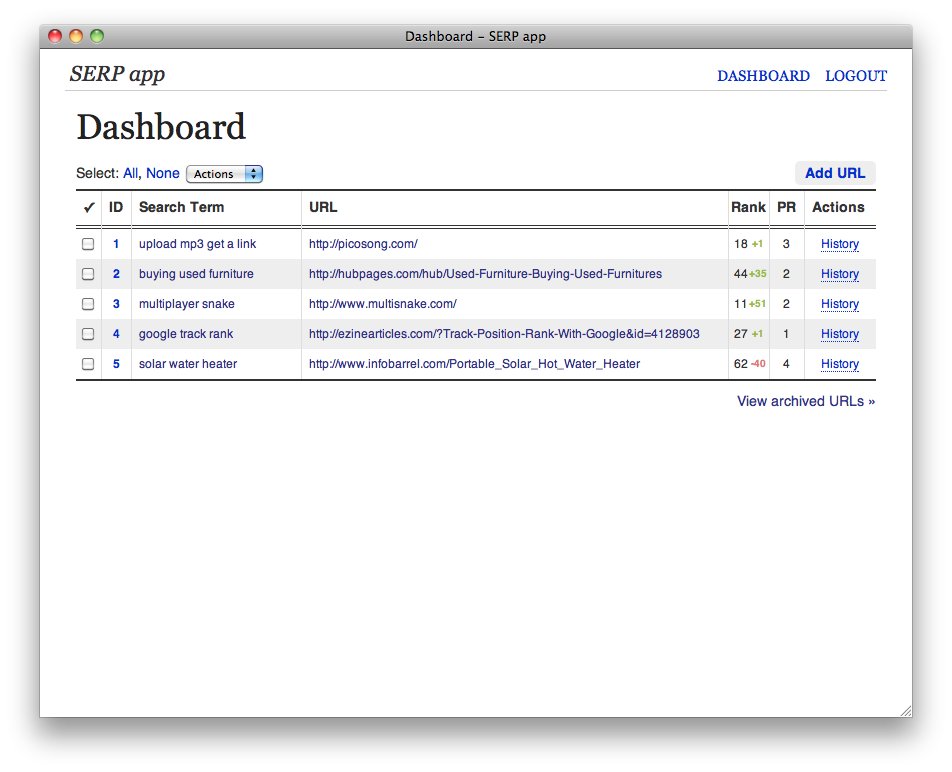 Dashboard – SERP app
SERP app DASHBOARD LOGOUT
Dashboard
Select: All, None Actions Add URL
✓ ID Search Term URL Rank PR Actions
1 upload mp3 get a link http://picosong.com/ 18 +1 3 History
2 buying used furniture http://hubpages.com/hub/Used-Furniture-Buying-Used-Furnitures 44 +35 2 History
3 multiplayer snake http://www.multisnake.com/ 11 +51 2 History
4 google track rank http://ezinearticles.com/?Track-Position-Rank-With-Google&id=4128903 27 +1 1 History
5 solar water heater http://www.infobarrel.com/Portable_Solar_Hot_Water_Heater 62 -40 4 History
View archived URLs »